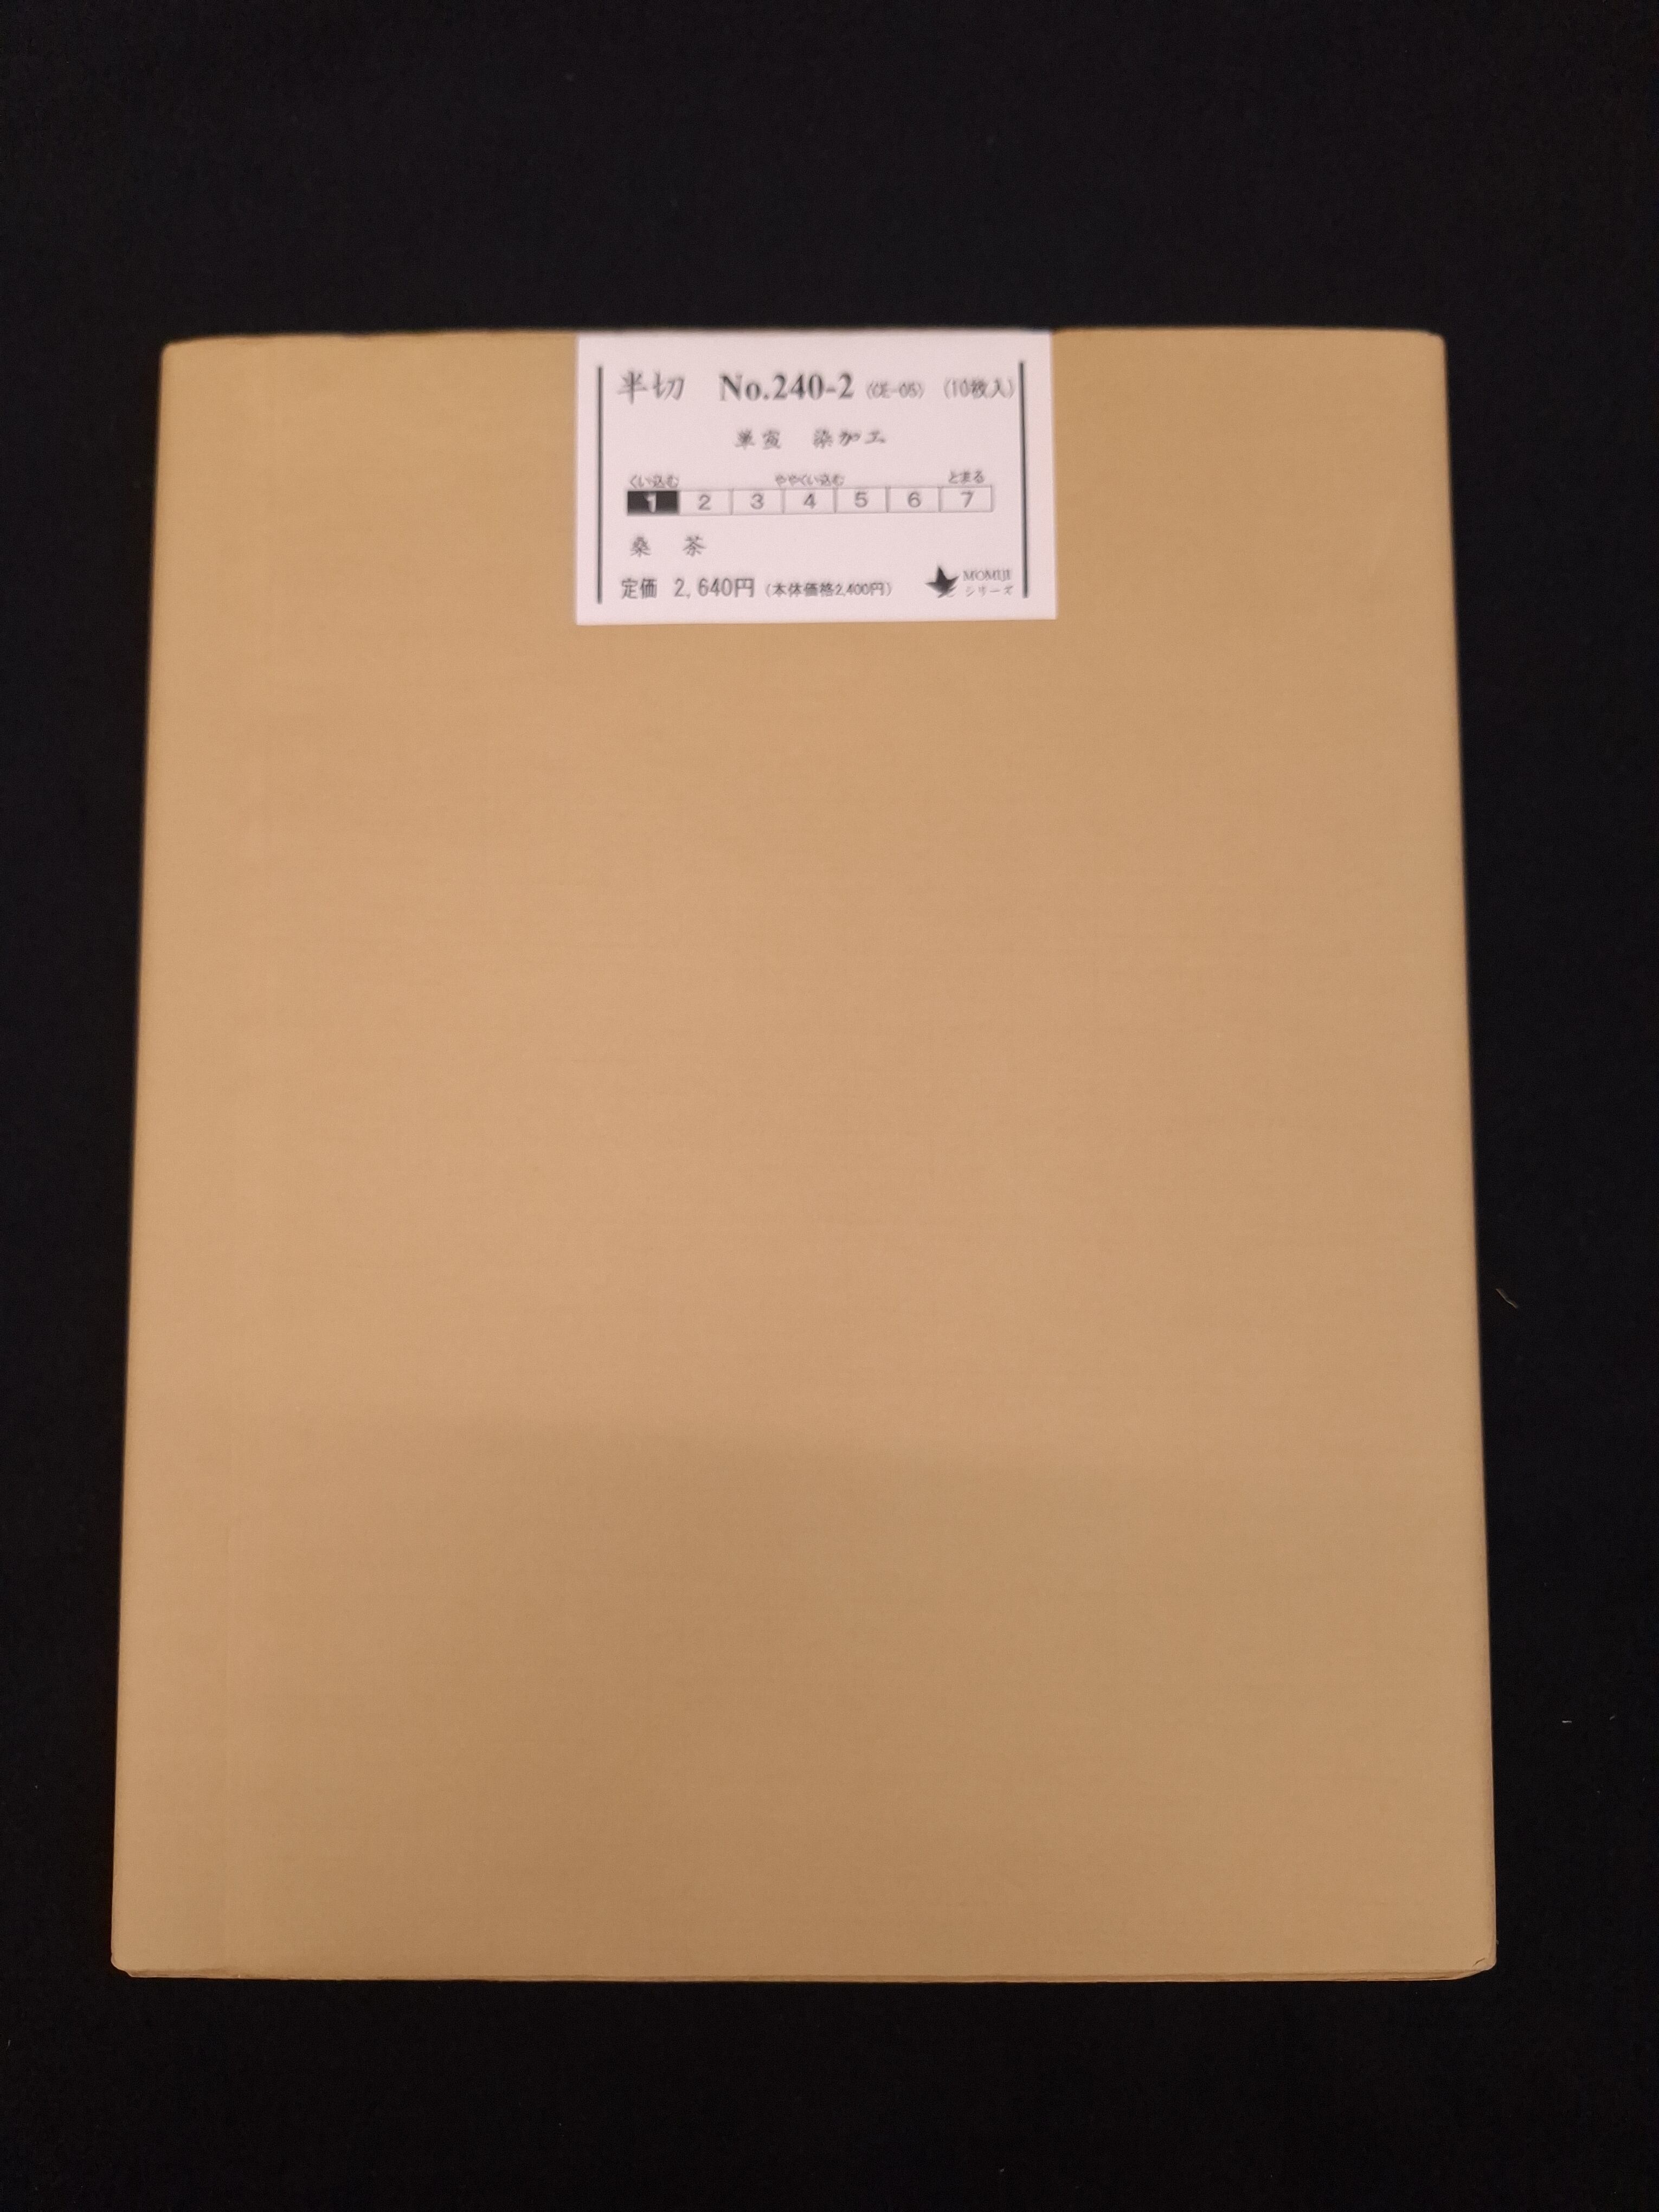 半切 No.240-2 (CE-05) (10枚入)
単宣 染加工
くい込む ややくい込む とまる
1 2 3 4 5 6 7
桑 茶
定価 2,640円 (本体価格2,400円)
MOMIJI
シリーズ